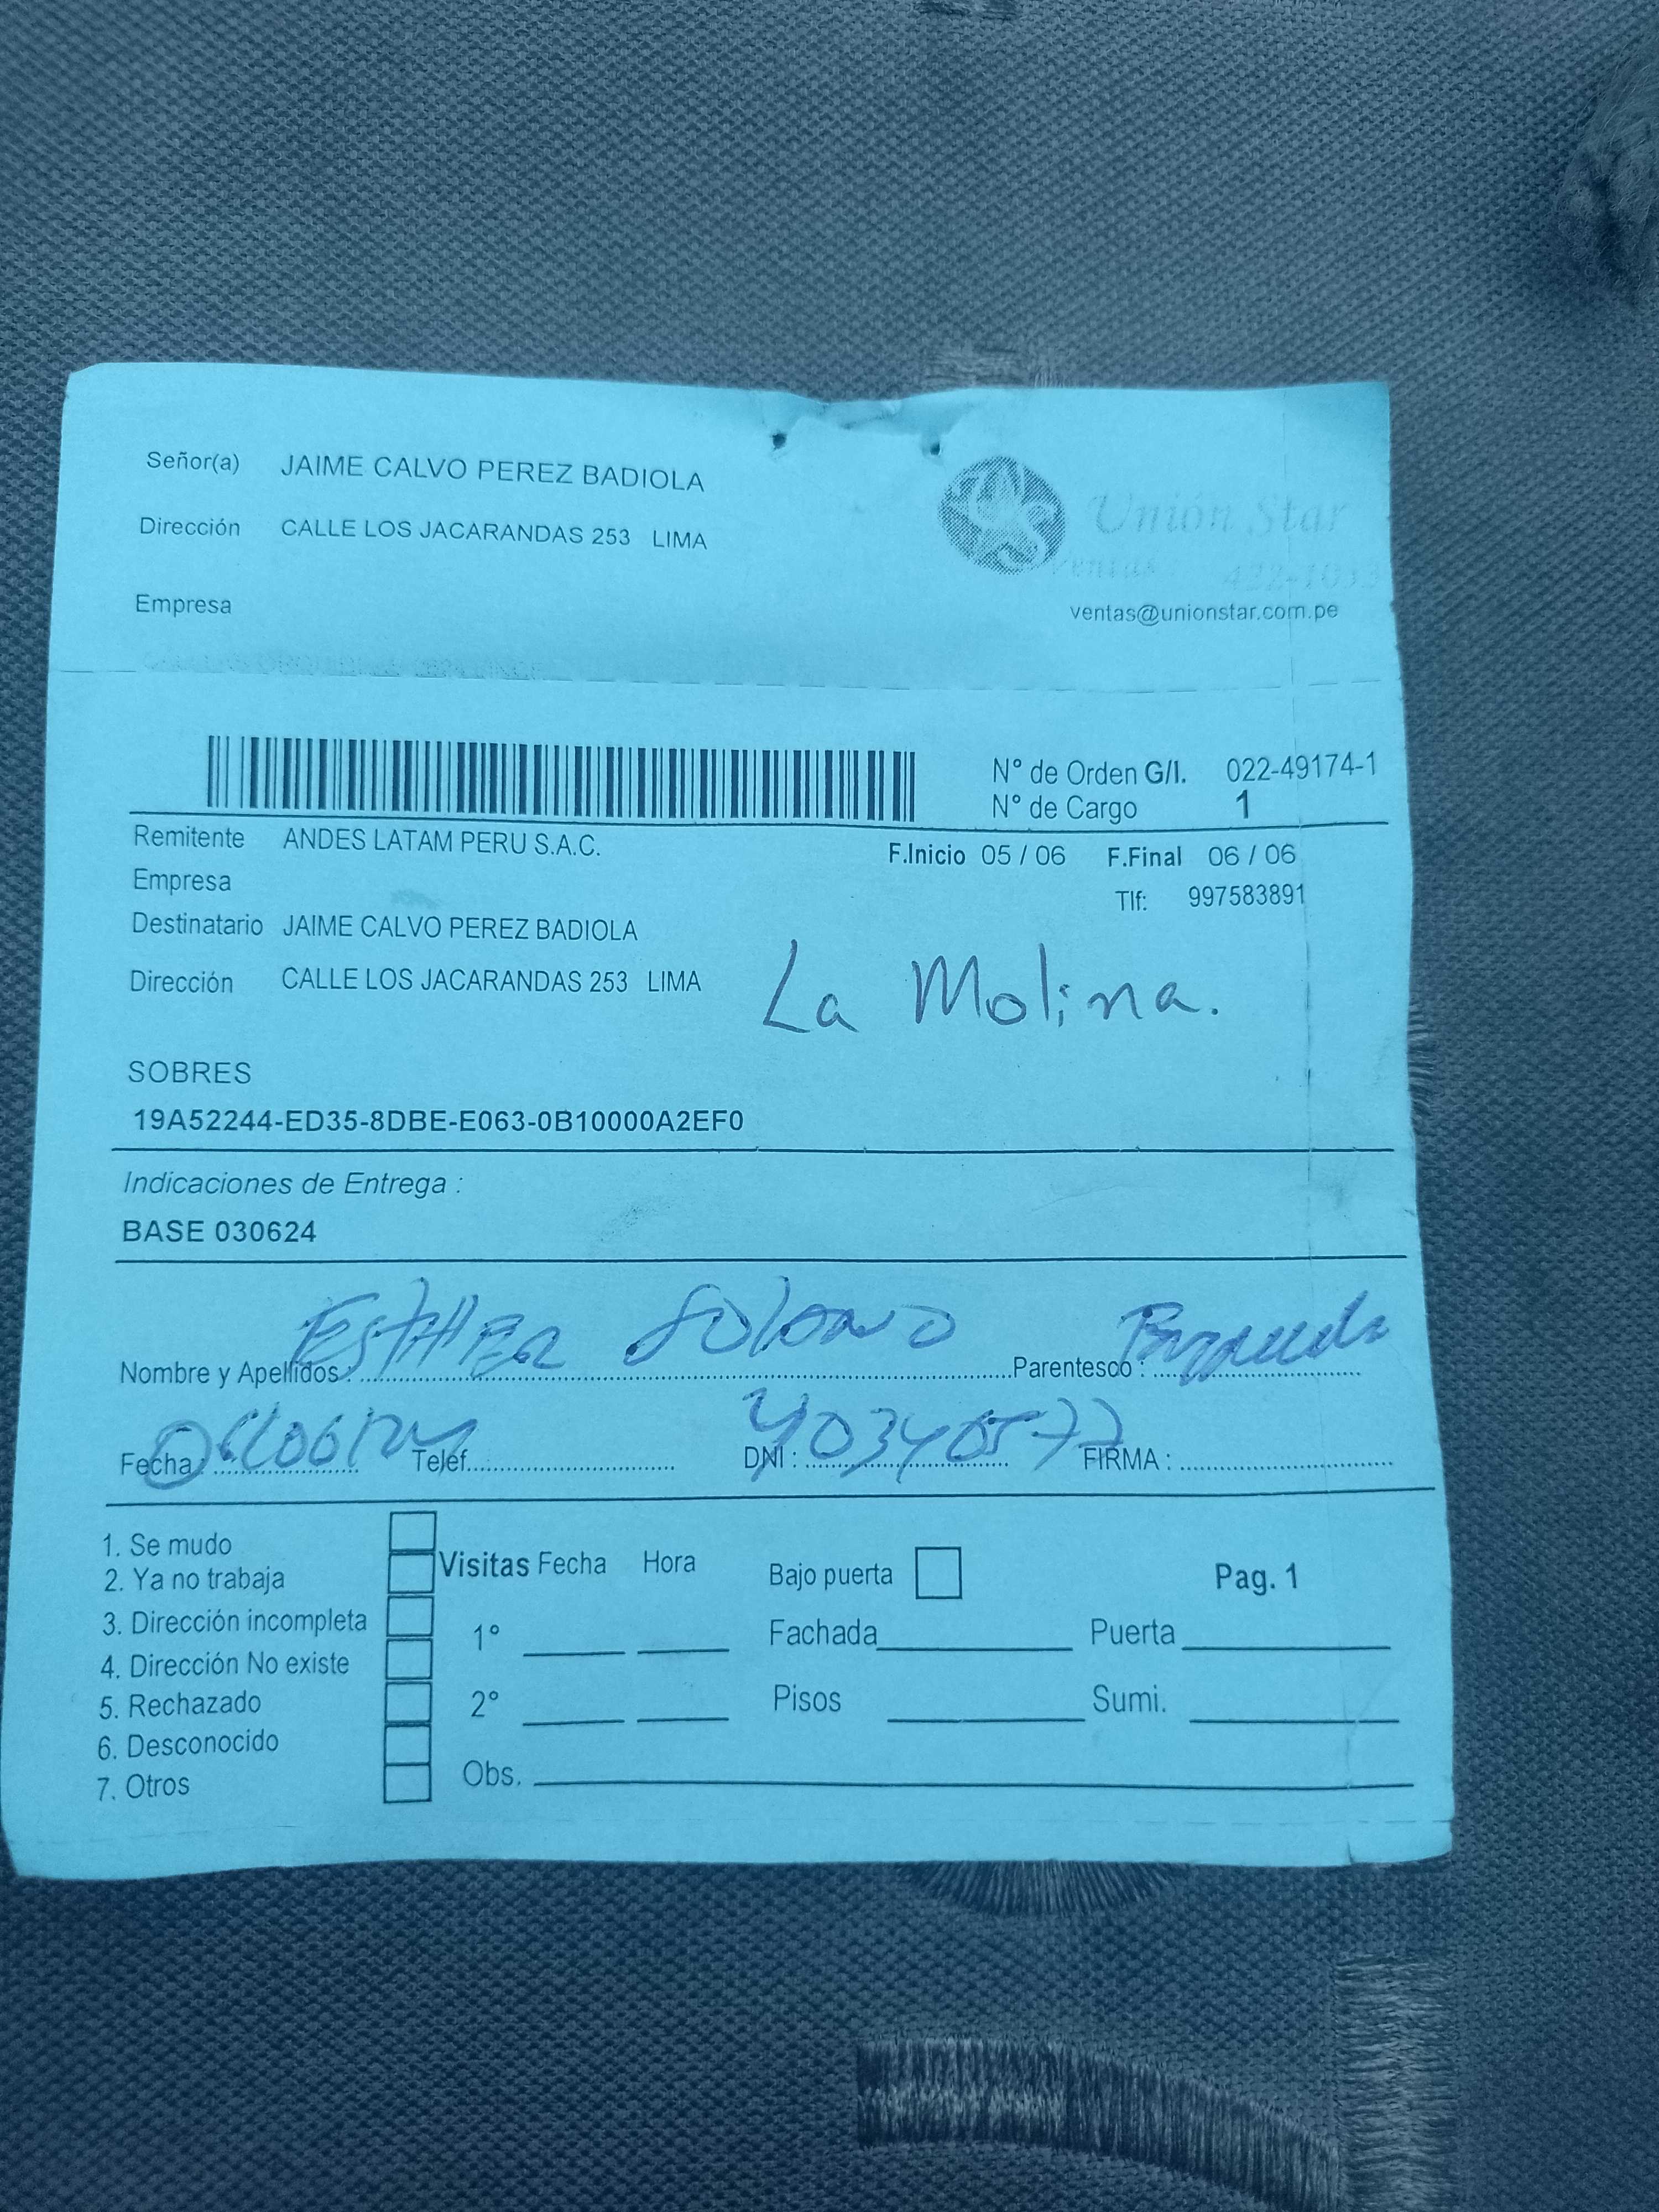 Señor(a) JAIME CALVO PEREZ BADIOLA
Dirección CALLE LOS JACARANDAS 253 LIMA
Unión Star
ventas
Empresa
ventas@unionstar.com.pe
N° de Orden G/I. 022-49174-1
N° de Cargo 1
Remitente ANDES LATAM PERU S.A.C.
F.Inicio 05 / 06 F.Final 06 / 06
Empresa
Tlf: 997583891
Destinatario JAIME CALVO PEREZ BADIOLA
Dirección CALLE LOS JACARANDAS 253 LIMA
La Molina.
SOBRES
19A52244-ED35-8DBE-E063-0B10000A2EF0
Indicaciones de Entrega :
BASE 030624
Nombre y Apellidos : ESTHER SOLANO Parentesco :
Fecha Teléf. DNI : 40340577 FIRMA :
1. Se mudo
2. Ya no trabaja
3. Dirección incompleta
4. Dirección No existe
5. Rechazado
6. Desconocido
7. Otros
Visitas Fecha Hora
1°
2°
Obs.
Bajo puerta Pag. 1
Fachada Puerta
Pisos Sumi.